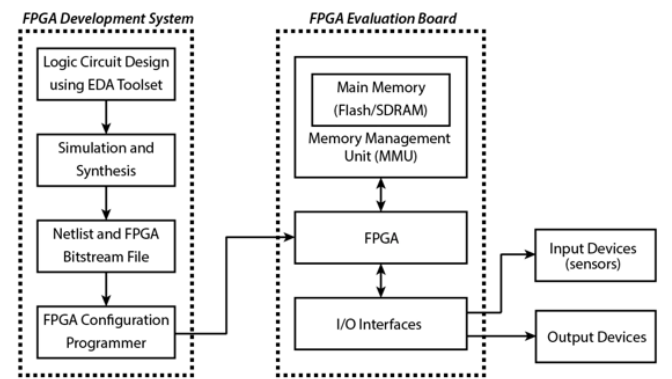 FPGA Development System
Logic Circuit Design
using EDA Toolset
Simulation and
Synthesis
Netlist and FPGA
Bitstream File
FPGA Configuration
Programmer
FPGA Evaluation Board
Main Memory
(Flash/SDRAM)
Memory Management
Unit (MMU)
FPGA
I/O Interfaces
Input Devices
(sensors)
Output Devices